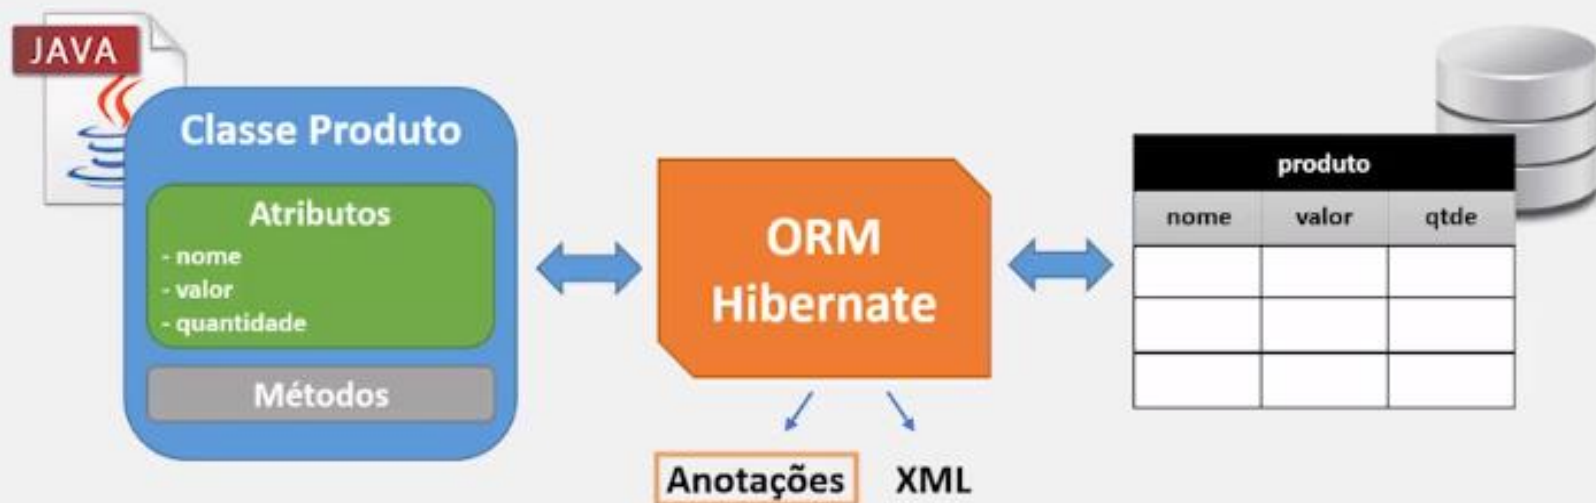 JAVA
Classe Produto
Atributos
- nome
- valor
- quantidade
Métodos
ORM
Hibernate
Anotações
XML
produto
nome valor qtde